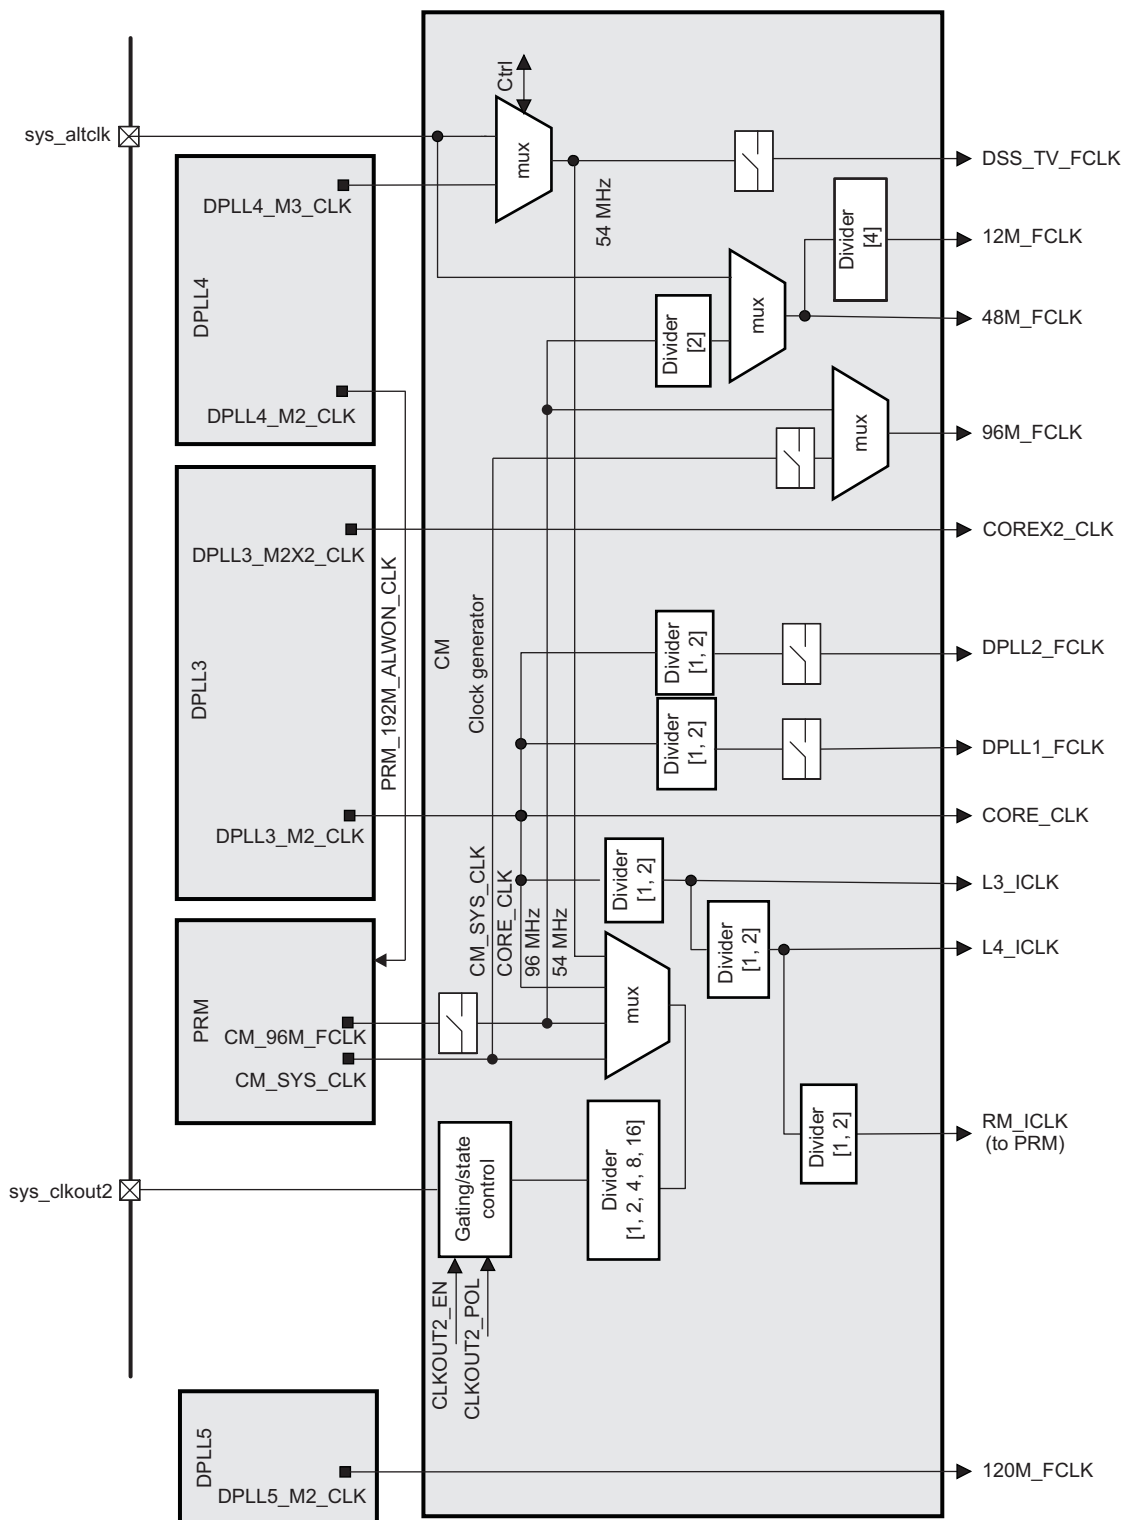 Ctrl
sys_altclk
mux
DSS_TV_FCLK
DPLL4_M3_CLK
54 MHz
Divider
[4]
12M_FCLK
DPLL4
mux
48M_FCLK
Divider
[2]
DPLL4_M2_CLK
mux
96M_FCLK
DPLL3_M2X2_CLK
COREX2_CLK
PRM_192M_ALWON_CLK
CM
Clock generator
DPLL3
Divider
[1, 2]
DPLL2_FCLK
Divider
[1, 2]
DPLL1_FCLK
DPLL3_M2_CLK
CORE_CLK
CM_SYS_CLK
CORE_CLK
96 MHz
54 MHz
Divider
[1, 2]
L3_ICLK
Divider
[1, 2]
L4_ICLK
PRM
CM_96M_FCLK
CM_SYS_CLK
mux
Divider
[1, 2]
RM_ICLK
(to PRM)
sys_clkout2
Gating/state
control
Divider
[1, 2, 4, 8, 16]
CLKOUT2_EN
CLKOUT2_POL
DPLL5
DPLL5_M2_CLK
120M_FCLK